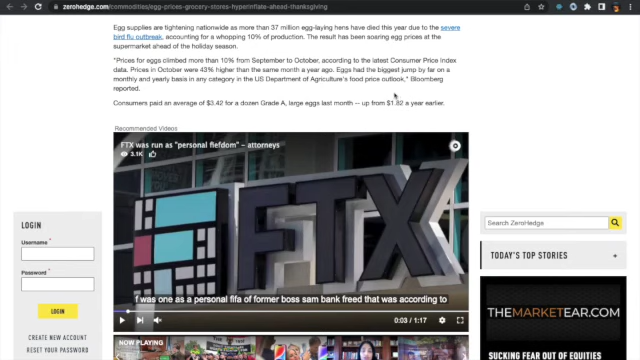 zerohedge.com/commodities/egg-prices-grocery-stores-hyperinflate-ahead-thanksgiving
Egg supplies are tightening nationwide as more than 37 million egg-laying hens have died this year due to the severe
bird flu outbreak, accounting for a whopping 10% of production. The result has been soaring egg prices at the
supermarket ahead of the holiday season.
"Prices for eggs climbed more than 10% from September to October, according to the latest Consumer Price Index
data. Prices in October were 43% higher than the same month a year ago. Eggs had the biggest jump by far on a
monthly and yearly basis in any category in the US Department of Agriculture's food price outlook," Bloomberg
reported.
Consumers paid an average of $3.42 for a dozen Grade A, large eggs last month -- up from $1.82 a year earlier.
Recommended Videos
FTX was run as "personal fiefdom" – attorneys
3.1K
FTX
f was one as a personal fifa of former boss sam bank freed that was according to
0:03 / 1:17
NOW PLAYING
LOGIN
Username *
Password *
LOGIN
CREATE NEW ACCOUNT
RESET YOUR PASSWORD
Search ZeroHedge
TODAY'S TOP STORIES +
THEMARKETEAR.COM
SUCKING FEAR OUT OF EQUITIES